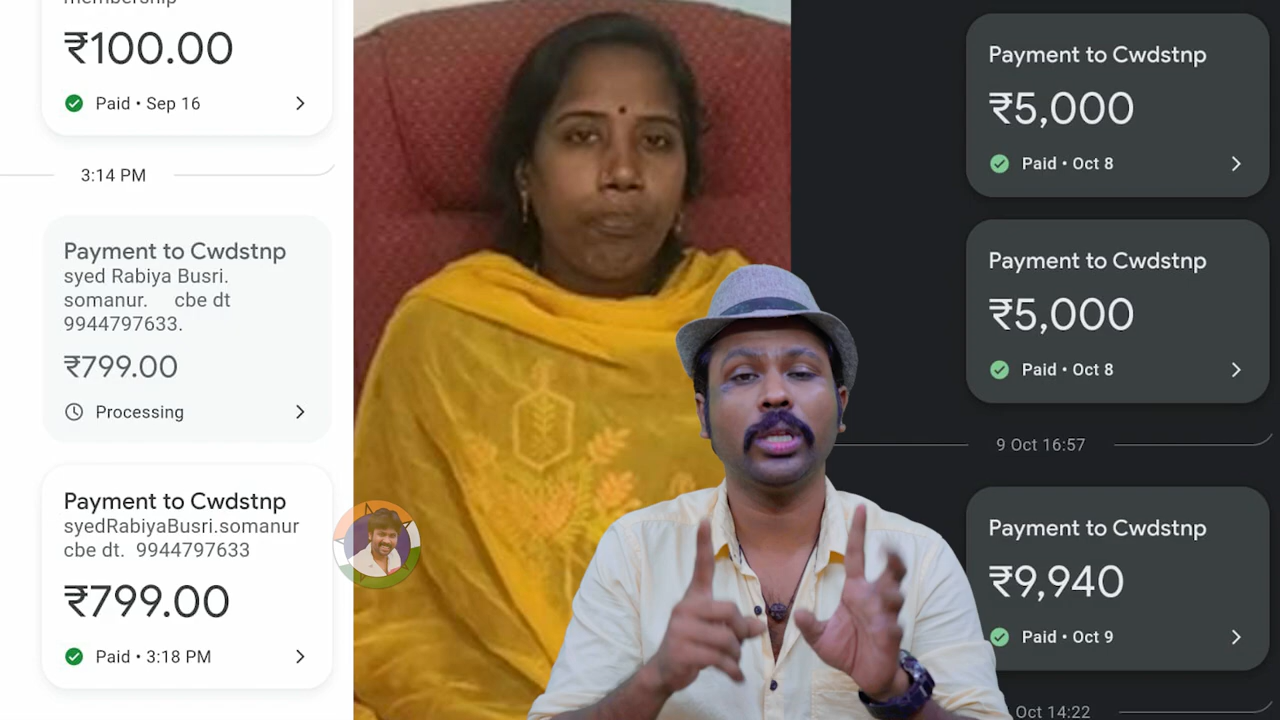 membership
₹100.00
Paid • Sep 16
3:14 PM
Payment to Cwdstnp
syed Rabiya Busri.
somanur. cbe dt
9944797633.
₹799.00
Processing
Payment to Cwdstnp
syedRabiyaBusri.somanur
cbe dt. 9944797633
₹799.00
Paid • 3:18 PM
Payment to Cwdstnp
₹5,000
Paid • Oct 8
Payment to Cwdstnp
₹5,000
Paid • Oct 8
9 Oct 16:57
Payment to Cwdstnp
₹9,940
Paid • Oct 9
Oct 14:22